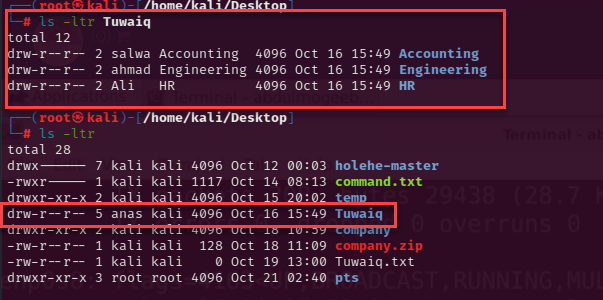 (root㉿kali)-[/home/kali/Desktop]
# ls -ltr Tuwaiq
total 12
drw-r--r-- 2 salwa Accounting 4096 Oct 16 15:49 Accounting
drw-r--r-- 2 ahmad Engineering 4096 Oct 16 15:49 Engineering
drw-r--r-- 2 Ali HR 4096 Oct 16 15:49 HR
(root㉿kali)-[/home/kali/Desktop]
# ls -ltr
total 28
drwx------ 7 kali kali 4096 Oct 12 00:03 holehe-master
-rwxr----- 1 kali kali 1117 Oct 14 08:13 command.txt
drwxr-xr-x 2 kali kali 4096 Oct 15 20:02 temp
drw-r--r-- 5 anas kali 4096 Oct 16 15:49 Tuwaiq
drwxr-xr-x 2 kali kali 4096 Oct 18 10:59 company
-rw-r--r-- 1 kali kali 128 Oct 18 11:09 company.zip
-rw-r--r-- 1 kali kali 0 Oct 19 13:00 Tuwaiq.txt
drwxr-xr-x 3 root root 4096 Oct 21 02:40 pts